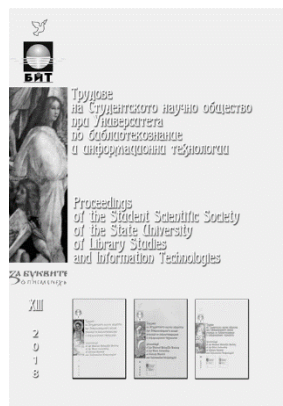 БИТ
Трудове
на Студентското научно общество
при Университета
по библиотекознание
и информационни технологии
Proceedings
of the Student Scientific Society
of the State University
of Library Studies
and Information Technologies
ЗА БУКВИТЕ
XIII
2
0
1
8